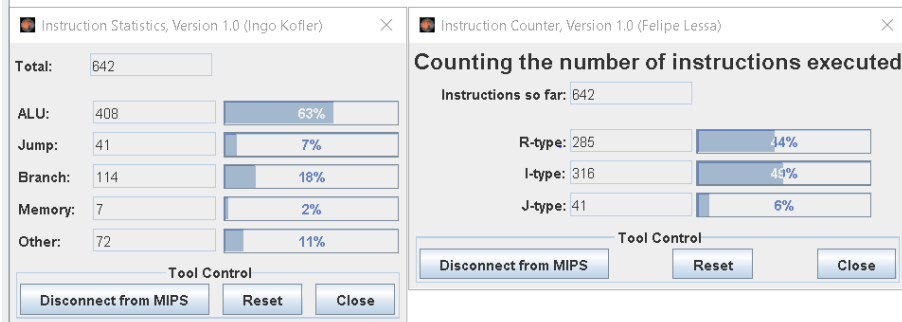 Instruction Statistics, Version 1.0 (Ingo Kofler)
Total: 642
ALU: 408 63%
Jump: 41 7%
Branch: 114 18%
Memory: 7 2%
Other: 72 11%
Tool Control
Disconnect from MIPS Reset Close
Instruction Counter, Version 1.0 (Felipe Lessa)
Counting the number of instructions executed
Instructions so far: 642
R-type: 285 44%
I-type: 316 49%
J-type: 41 6%
Tool Control
Disconnect from MIPS Reset Close